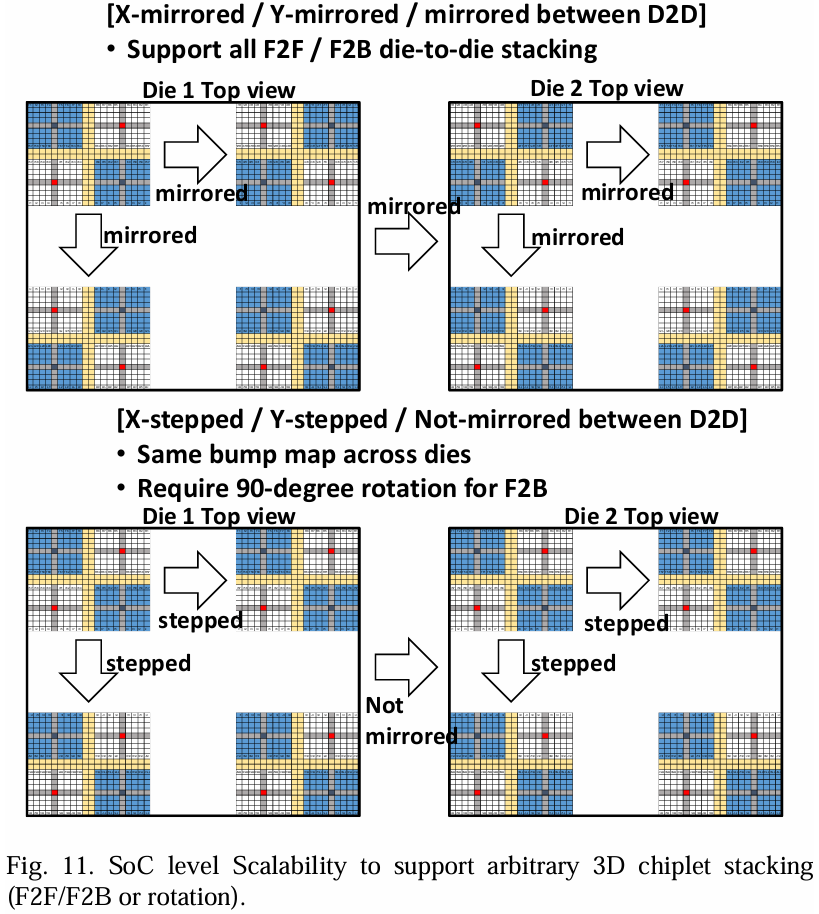 [X-mirrored / Y-mirrored / mirrored between D2D]
• Support all F2F / F2B die-to-die stacking
Die 1 Top view
Die 2 Top view
mirrored
mirrored
mirrored
mirrored
mirrored
[X-stepped / Y-stepped / Not-mirrored between D2D]
• Same bump map across dies
• Require 90-degree rotation for F2B
Die 1 Top view
Die 2 Top view
stepped
stepped
stepped
stepped
Not
mirrored
Fig. 11. SoC level Scalability to support arbitrary 3D chiplet stacking
(F2F/F2B or rotation).